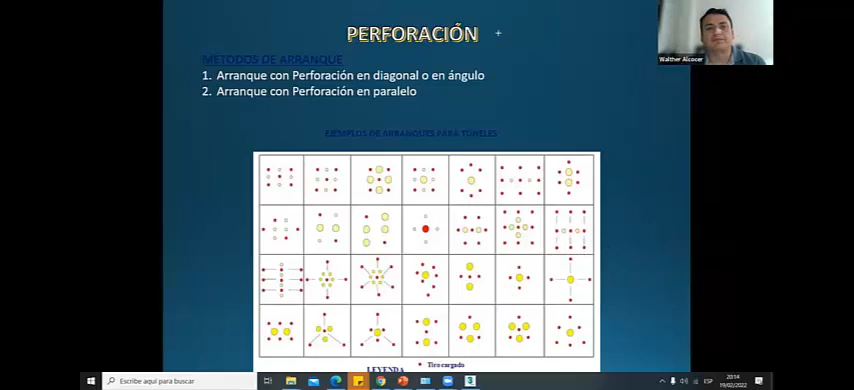 PERFORACIÓN
Walther Alcocer
MÉTODOS DE ARRANQUE
1. Arranque con Perforación en diagonal o en ángulo
2. Arranque con Perforación en paralelo
EJEMPLOS DE ARRANQUES PARA TÚNELES
LEYENDA
Tiro cargado
Escribe aquí para buscar
ESP
20:14
19/02/2022